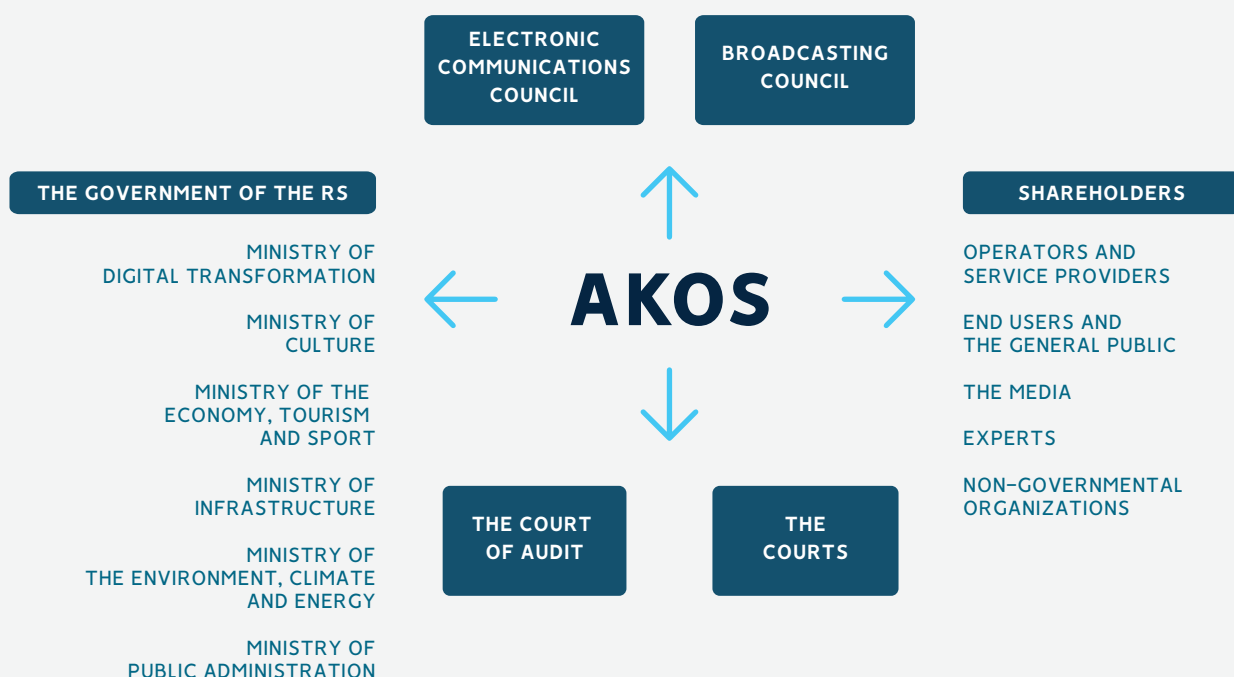 ELECTRONIC
COMMUNICATIONS
COUNCIL
BROADCASTING
COUNCIL
THE GOVERNMENT OF THE RS
MINISTRY OF
DIGITAL TRANSFORMATION
MINISTRY OF
CULTURE
MINISTRY OF THE
ECONOMY, TOURISM
AND SPORT
MINISTRY OF
INFRASTRUCTURE
MINISTRY OF
THE ENVIRONMENT, CLIMATE
AND ENERGY
MINISTRY OF
PUBLIC ADMINISTRATION
AKOS
SHAREHOLDERS
OPERATORS AND
SERVICE PROVIDERS
END USERS AND
THE GENERAL PUBLIC
THE MEDIA
EXPERTS
NON–GOVERNMENTAL
ORGANIZATIONS
THE COURT
OF AUDIT
THE
COURTS